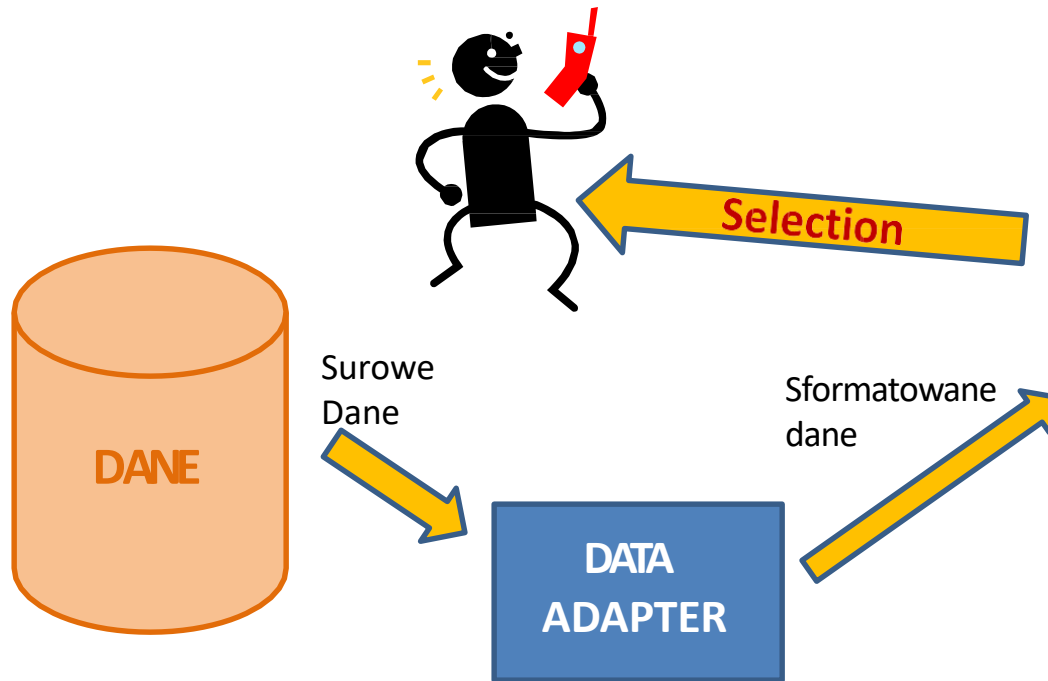 Selection
Surowe
Dane
Sformatowane
dane
DANE
DATA
ADAPTER